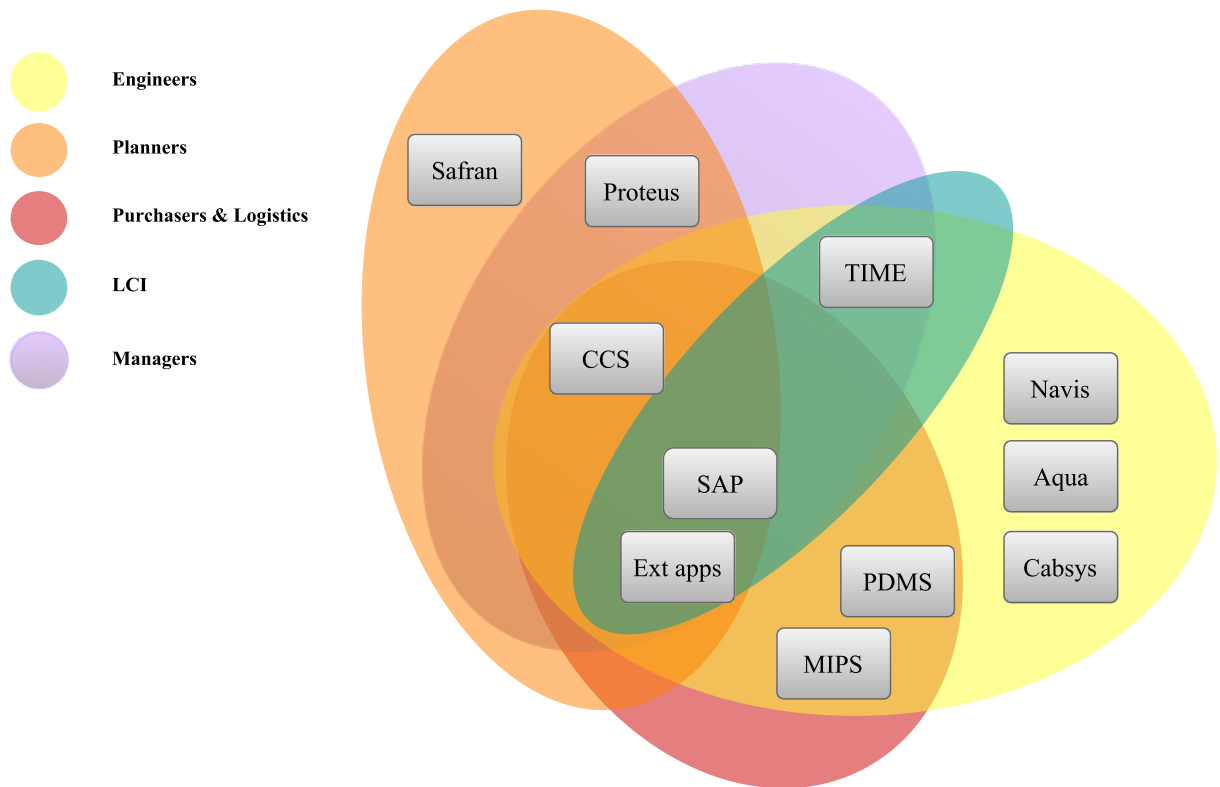 Engineers
Planners
Purchasers & Logistics
LCI
Managers
Safran
Proteus
TIME
CCS
Navis
Aqua
SAP
Ext apps
PDMS
Cabsys
MIPS